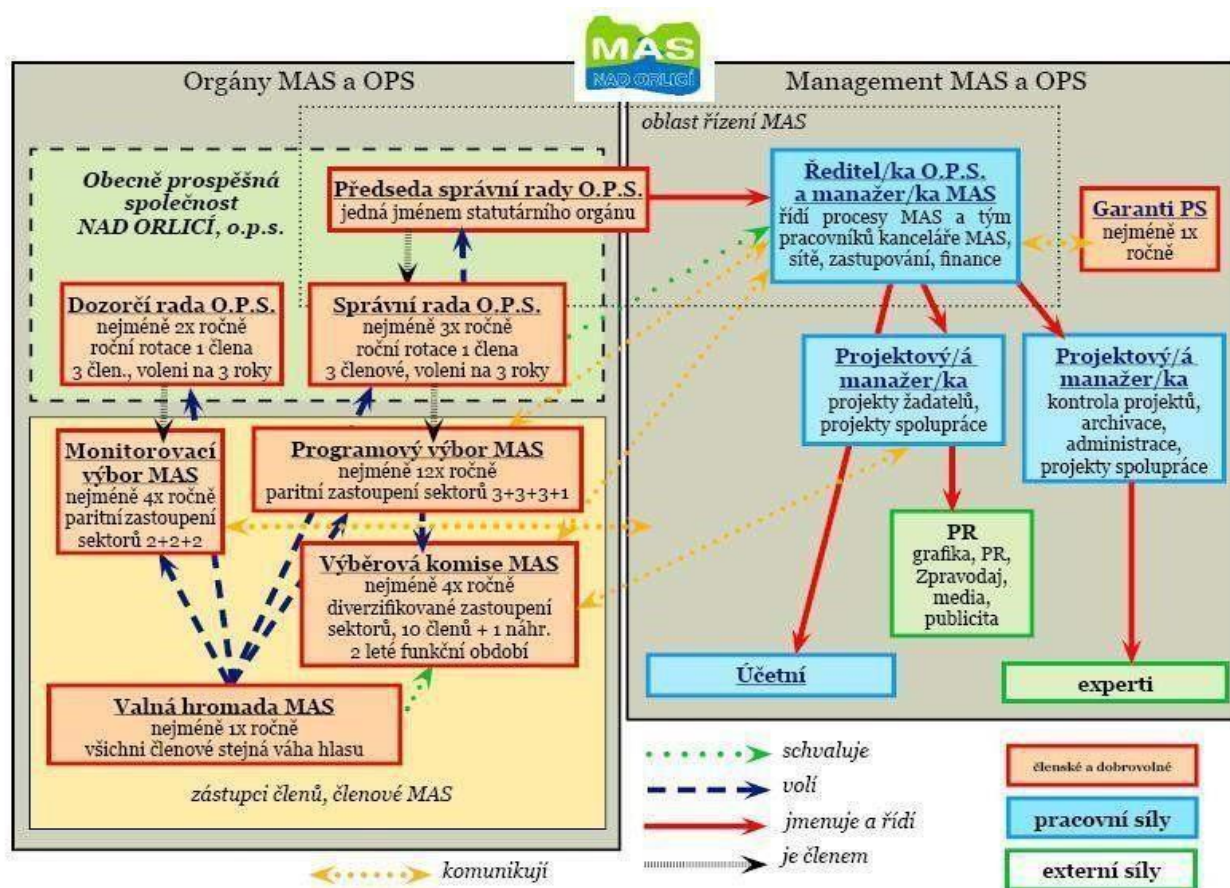 MAS
NAD ORLICÍ
Orgány MAS a OPS
Management MAS a OPS
oblast řízení MAS
Obecně prospěšná
společnost
NAD ORLICÍ, o.p.s.
Předseda správní rady O.P.S.
jedná jménem statutárního orgánu
Ředitel/ka O.P.S.
a manažer/ka MAS
řídí procesy MAS a tým
pracovníků kanceláře MAS,
sítě, zastupování, finance
Garanti PS
nejméně 1x
ročně
Dozorčí rada O.P.S.
nejméně 2x ročně
roční rotace 1 člena
3 člen., voleni na 3 roky
Správní rada O.P.S.
nejméně 3x ročně
roční rotace 1 člena
3 členové, voleni na 3 roky
Projektový/á
manažer/ka
projekty žadatelů,
projekty spolupráce
Projektový/á
manažer/ka
kontrola projektů,
archivace,
administrace,
projekty spolupráce
Monitorovací
výbor MAS
nejméně 4x ročně
paritní zastoupení
sektorů 2+2+2
Programový výbor MAS
nejméně 12x ročně
paritní zastoupení sektorů 3+3+3+1
Výběrová komise MAS
nejméně 4x ročně
diverzifikované zastoupení
sektorů, 10 členů + 1 náhr.
2 leté funkční období
PR
grafika, PR,
Zpravodaj,
media,
publicita
Účetní
experti
Valná hromada MAS
nejméně 1x ročně
všichni členové stejná váha hlasu
zástupci členů, členové MAS
schvaluje
volí
jmenuje a řídí
je členem
komunikují
členské a dobrovolné
pracovní síly
externí síly